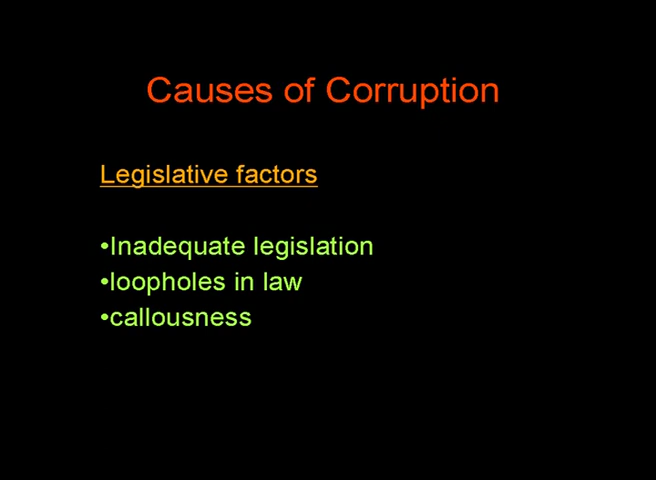 Causes of Corruption
Legislative factors
•Inadequate legislation
•loopholes in law
•callousness